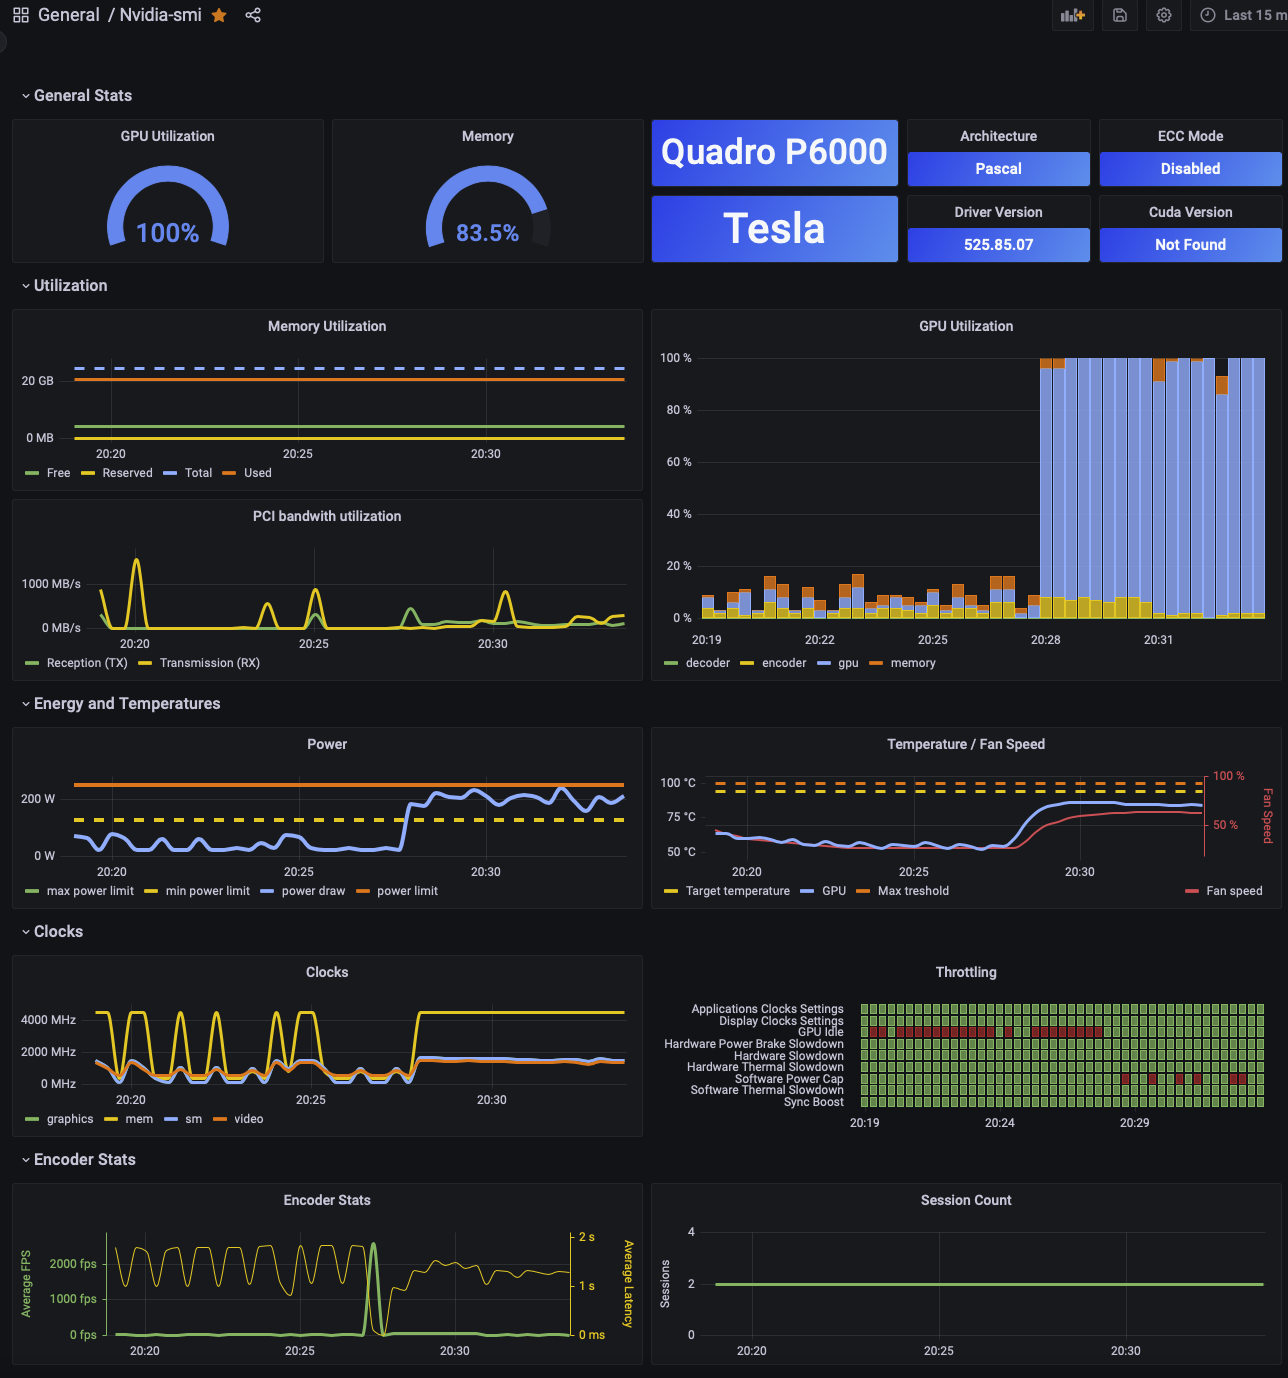 General / Nvidia-smi
Last 15 m
General Stats
GPU Utilization
100%
Memory
83.5%
Quadro P6000
Tesla
Architecture
Pascal
ECC Mode
Disabled
Driver Version
525.85.07
Cuda Version
Not Found
Utilization
Memory Utilization
20 GB
0 MB
20:20 20:25 20:30
Free Reserved Total Used
PCI bandwith utilization
1000 MB/s
0 MB/s
20:20 20:25 20:30
Reception (TX) Transmission (RX)
GPU Utilization
100 %
80 %
60 %
40 %
20 %
0 %
20:19 20:22 20:25 20:28 20:31
decoder encoder gpu memory
Energy and Temperatures
Power
200 W
0 W
20:20 20:25 20:30
max power limit min power limit power draw power limit
Temperature / Fan Speed
100 °C
75 °C
50 °C
100 %
50 %
Fan Speed
20:20 20:25 20:30
Target temperature GPU Max treshold Fan speed
Clocks
Clocks
4000 MHz
2000 MHz
0 MHz
20:20 20:25 20:30
graphics mem sm video
Throttling
Applications Clocks Settings
Display Clocks Settings
GPU Idle
Hardware Power Brake Slowdown
Hardware Slowdown
Hardware Thermal Slowdown
Software Power Cap
Software Thermal Slowdown
Sync Boost
20:19 20:24 20:29
Encoder Stats
Encoder Stats
Average FPS
2000 fps
1000 fps
0 fps
2 s
1 s
0 ms
Average Latency
20:20 20:25 20:30
Session Count
Sessions
4
2
0
20:20 20:25 20:30